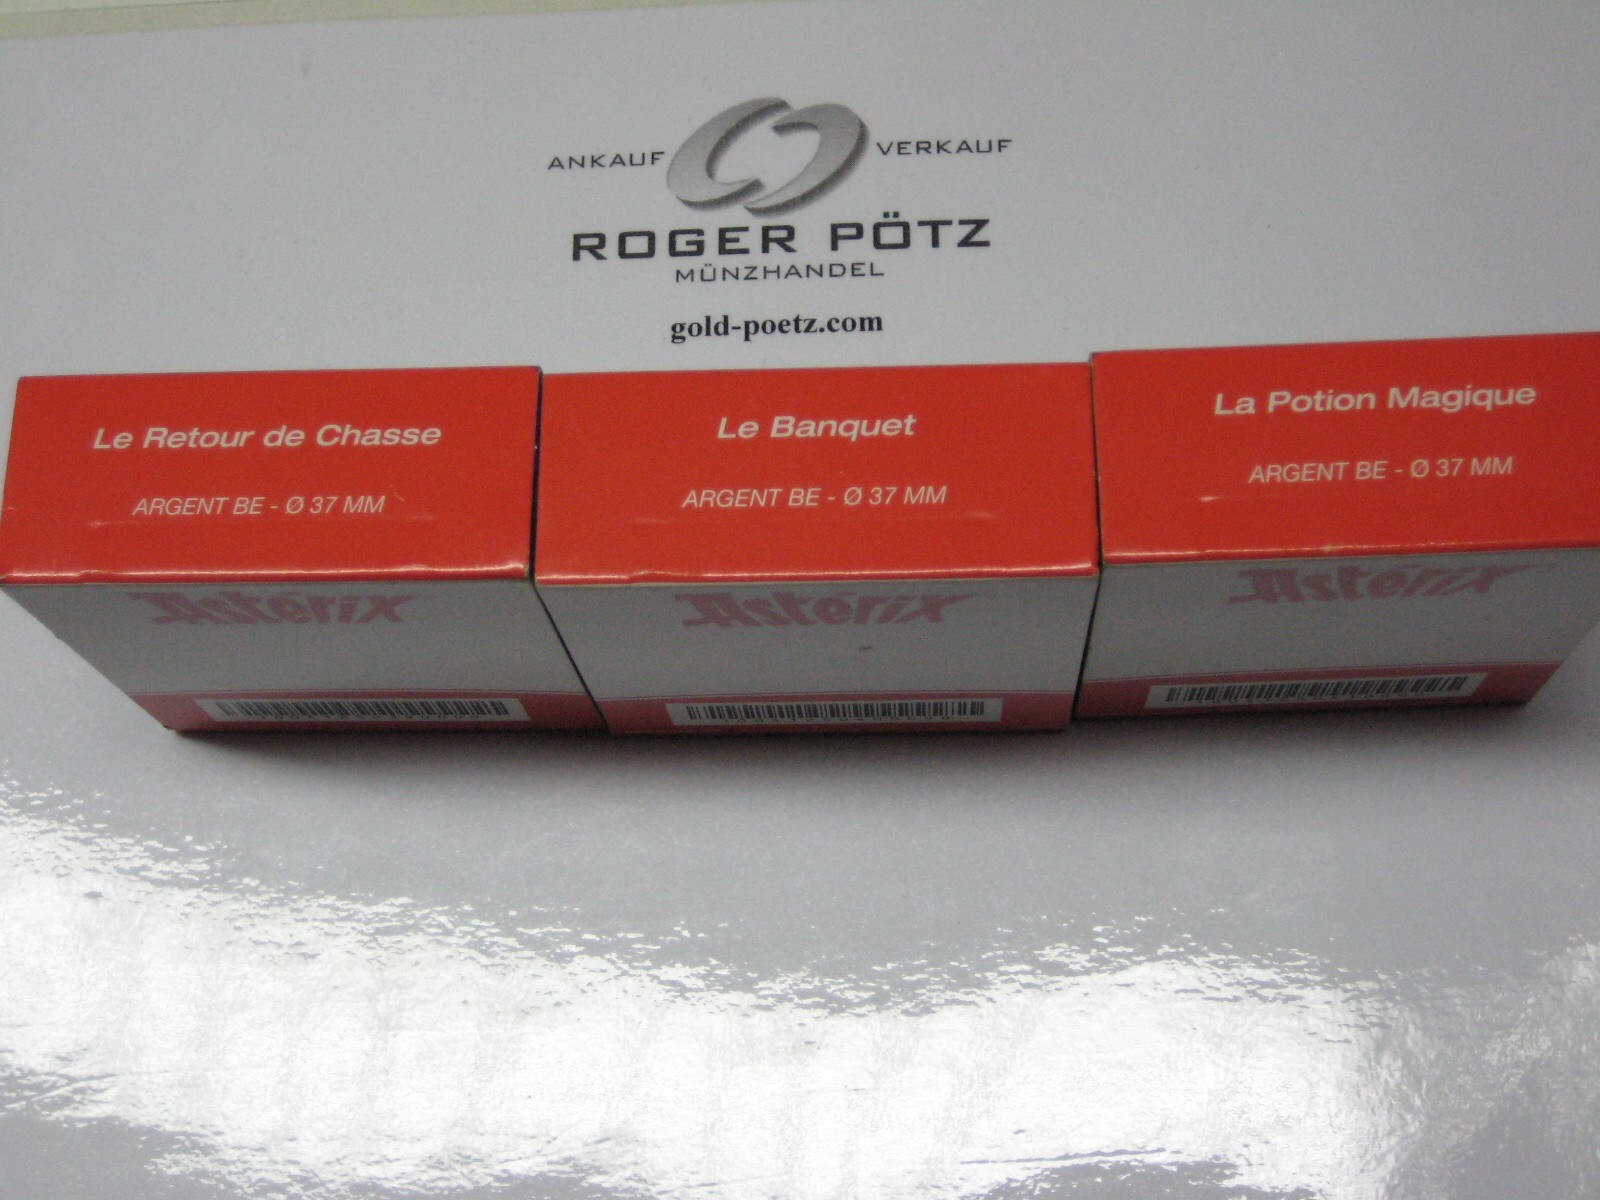 ANKAUF VERKAUF
ROGER PÖTZ
MÜNZHANDEL
gold-poetz.com
Le Retour de Chasse
ARGENT BE - Ø 37 MM
Astérix
Le Banquet
ARGENT BE - Ø 37 MM
Astérix
La Potion Magique
ARGENT BE - Ø 37 MM
Astérix